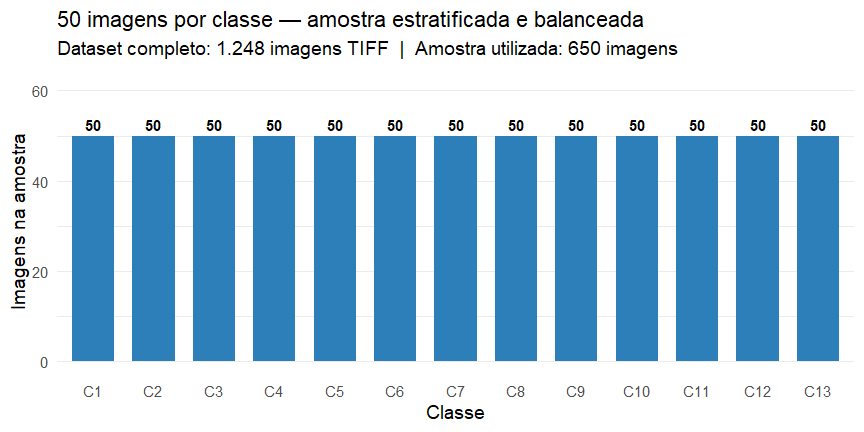 50 imagens por classe — amostra estratificada e balanceada
Dataset completo: 1.248 imagens TIFF | Amostra utilizada: 650 imagens
Imagens na amostra
60
40
20
0
50 50 50 50 50 50 50 50 50 50 50 50 50
C1 C2 C3 C4 C5 C6 C7 C8 C9 C10 C11 C12 C13
Classe